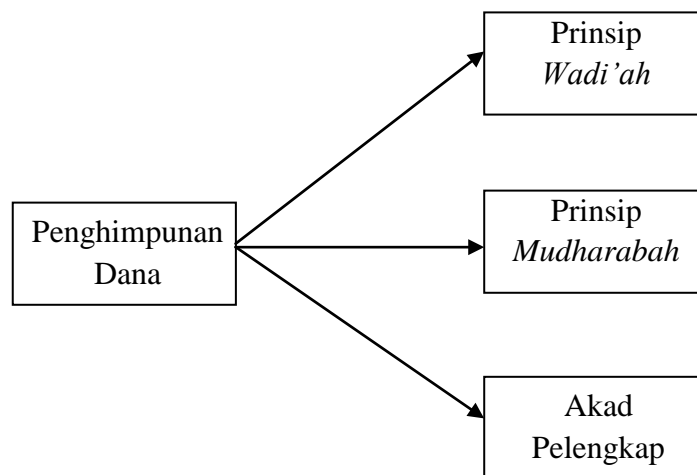 Prinsip
Wadi’ah
Penghimpunan
Dana
Prinsip
Mudharabah
Akad
Pelengkap